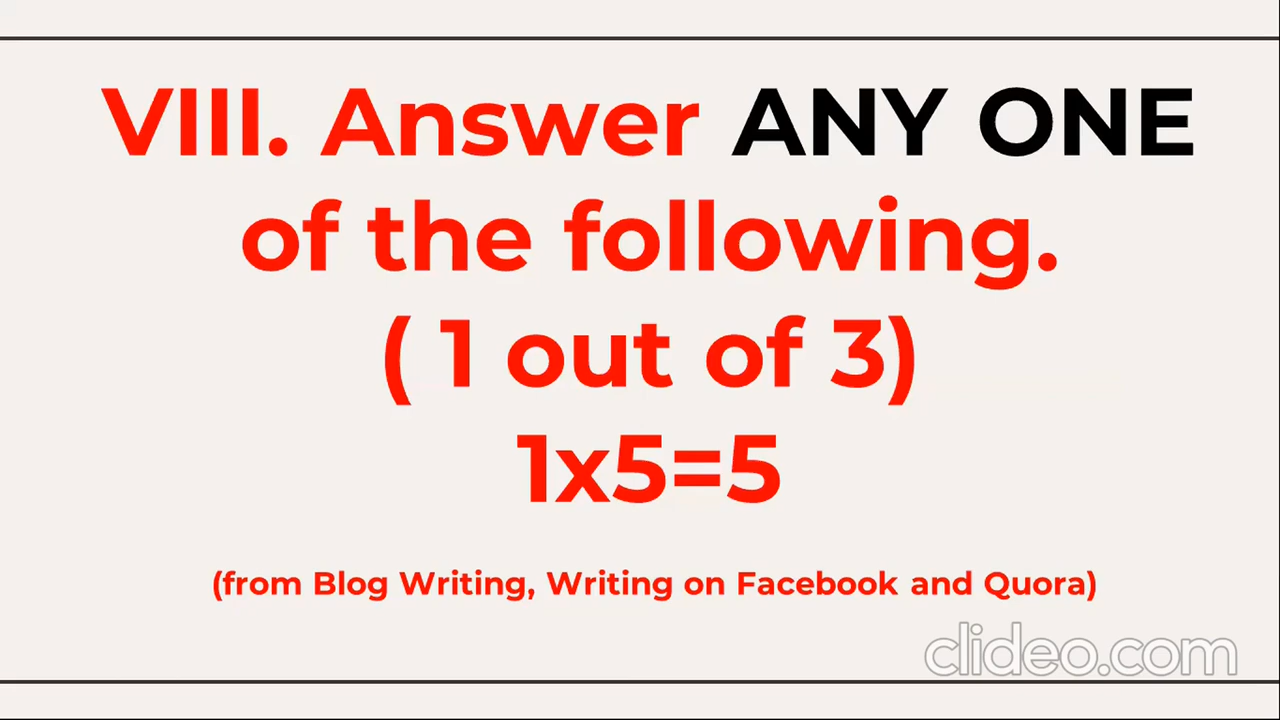 VIII. Answer ANY ONE
of the following.
( 1 out of 3)
1x5=5
(from Blog Writing, Writing on Facebook and Quora)
clideo.com